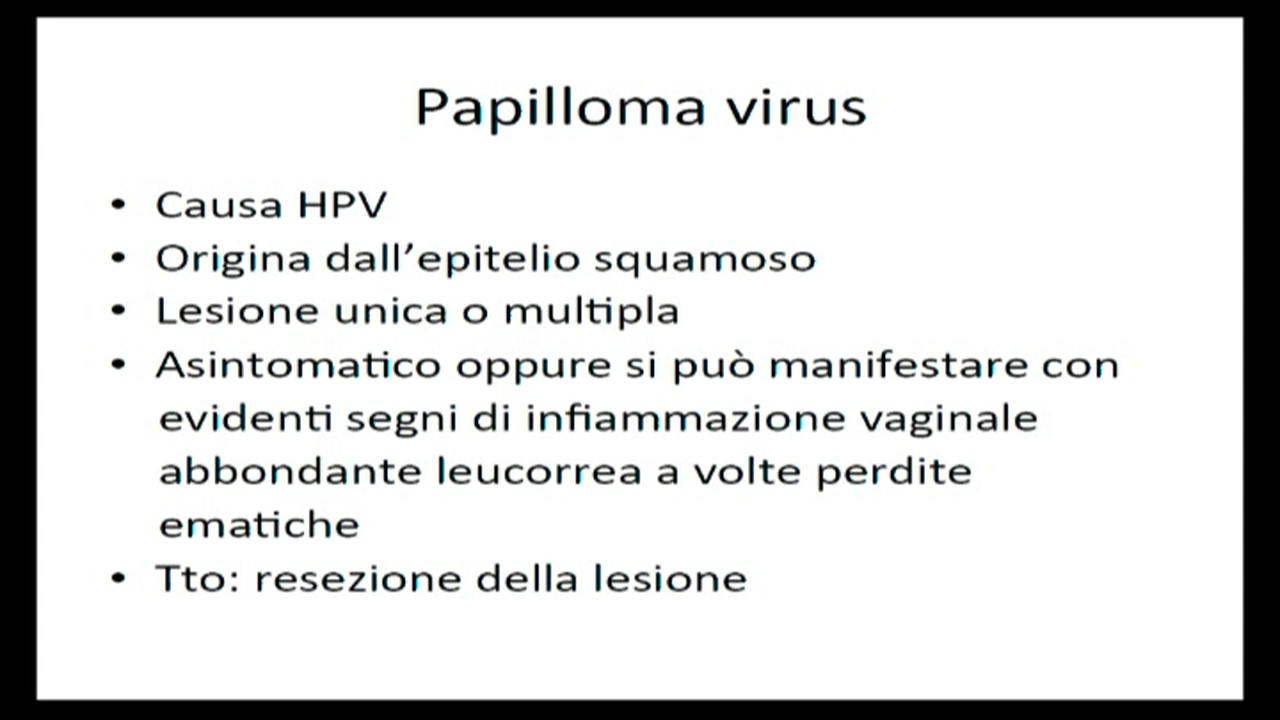 Papilloma virus
• Causa HPV
• Origina dall’epitelio squamoso
• Lesione unica o multipla
• Asintomatico oppure si può manifestare con
evidenti segni di infiammazione vaginale
abbondante leucorrea a volte perdite
ematiche
• Tto: resezione della lesione